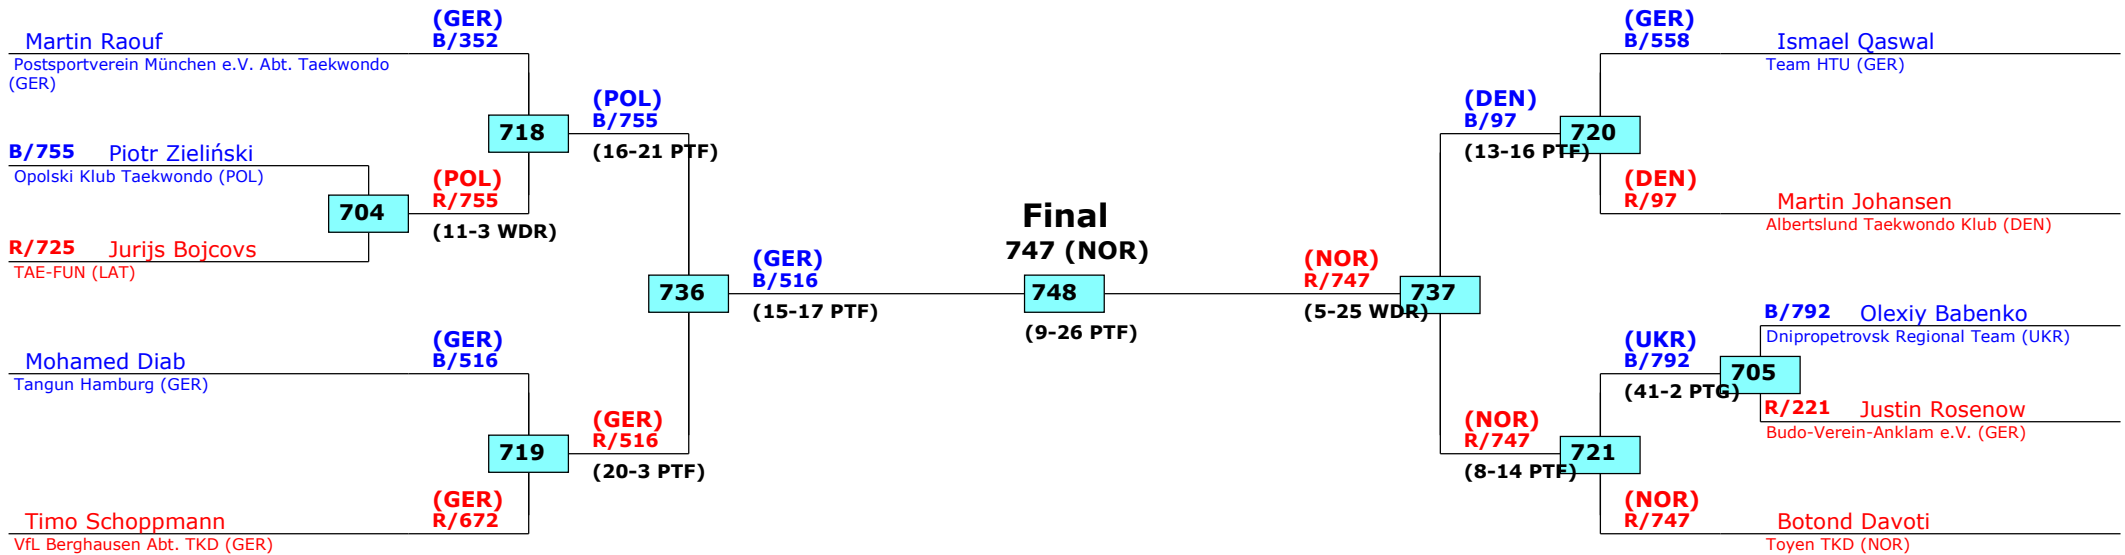 (GER)
B/352
Martin Raouf
Postsportverein München e.V. Abt. Taekwondo
(GER)
718
(POL)
B/755
(16-21 PTF)
B/755 Piotr Zieliński
Opolski Klub Taekwondo (POL)
704
(POL)
R/755
(11-3 WDR)
R/725 Jurijs Bojcovs
TAE-FUN (LAT)
736
(GER)
B/516
(15-17 PTF)
Mohamed Diab
Tangun Hamburg (GER)
(GER)
B/516
719
(GER)
R/516
(20-3 PTF)
(GER)
R/672
Timo Schoppmann
VfL Berghausen Abt. TKD (GER)
Final
747 (NOR)
748
(9-26 PTF)
(NOR)
R/747
(5-25 WDR)
737
(DEN)
B/97
(13-16 PTF)
720
(GER)
B/558
Ismael Qaswal
Team HTU (GER)
(DEN)
R/97
Martin Johansen
Albertslund Taekwondo Klub (DEN)
B/792 Olexiy Babenko
Dnipropetrovsk Regional Team (UKR)
(UKR)
B/792
(41-2 PTG)
705
R/221 Justin Rosenow
Budo-Verein-Anklam e.V. (GER)
(NOR)
R/747
(8-14 PTF)
721
(NOR)
R/747
Botond Davoti
Toyen TKD (NOR)